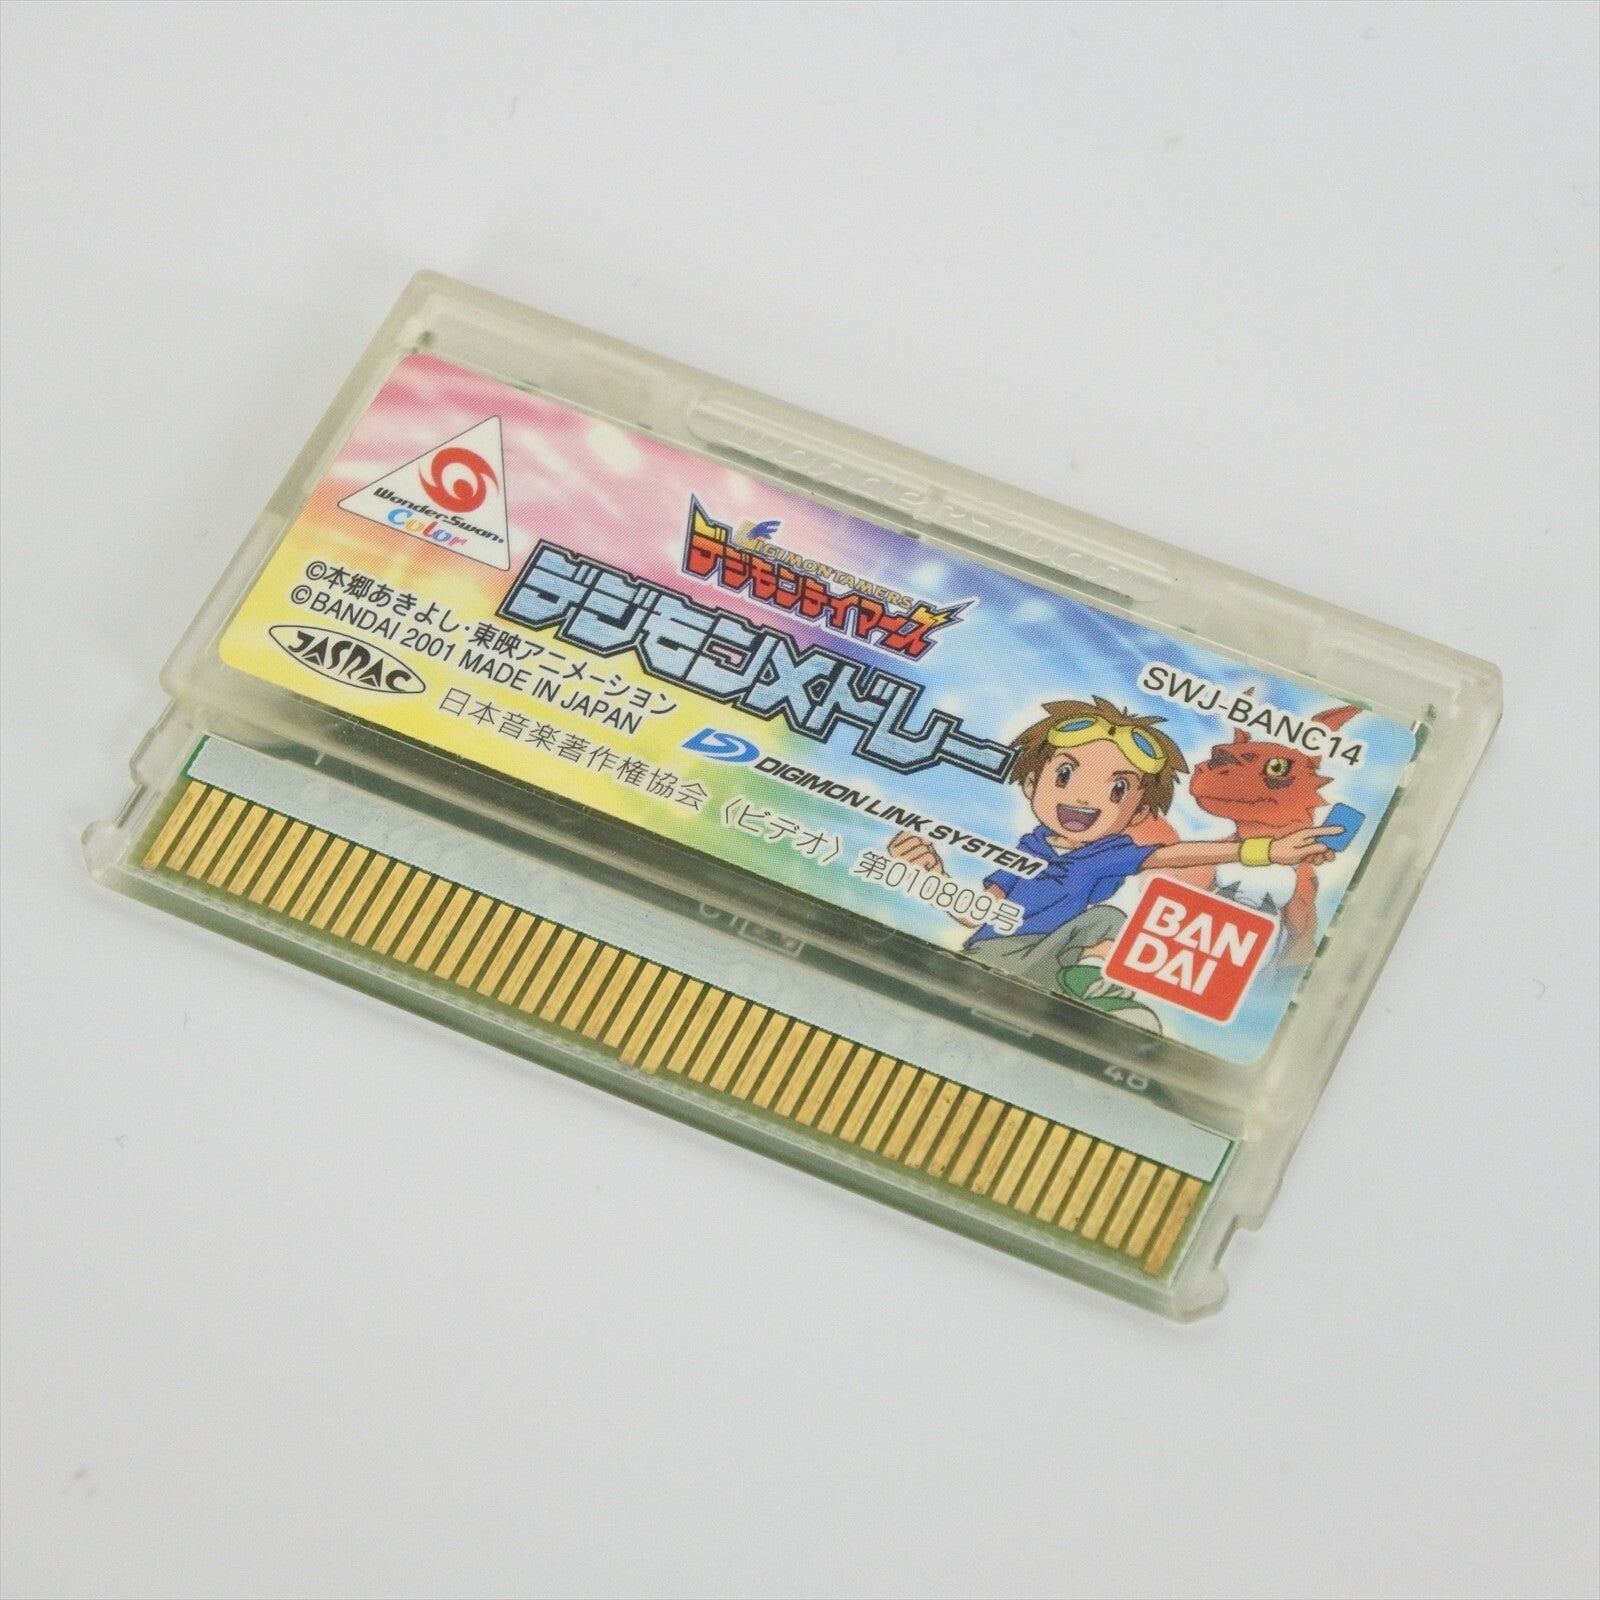 WonderSwan
WonderSwan
Color
DIGIMONTAMERS
デジモンテイマーズ
デジモンメドレー
©本郷あきよし・東映アニメーション
©BANDAI 2001 MADE IN JAPAN
JASRAC
日本音楽著作権協会〈ビデオ〉第010809号
DIGIMON LINK SYSTEM
SWJ-BANC14
BAN
DAI
48